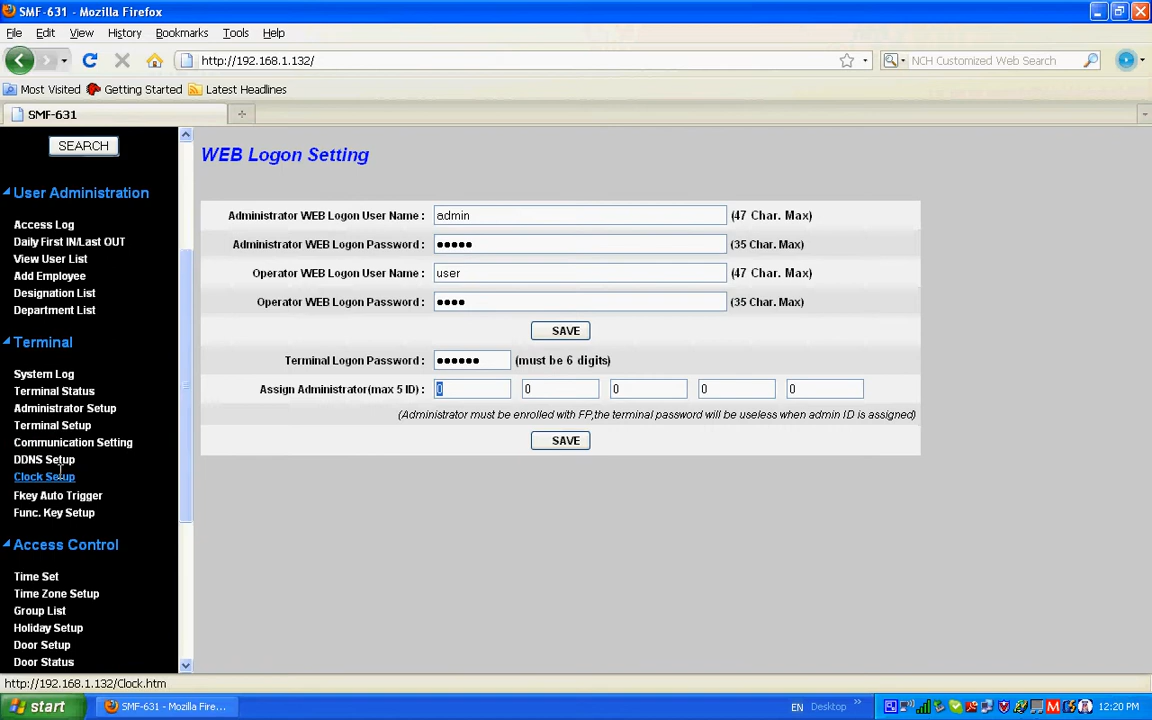 SMF-631 - Mozilla Firefox
File Edit View History Bookmarks Tools Help
http://192.168.1.132/
NCH Customized Web Search
Most Visited Getting Started Latest Headlines
SMF-631
SEARCH
User Administration
Access Log
Daily First IN/Last OUT
View User List
Add Employee
Designation List
Department List
Terminal
System Log
Terminal Status
Administrator Setup
Terminal Setup
Communication Setting
DDNS Setup
Clock Setup
Fkey Auto Trigger
Func. Key Setup
Access Control
Time Set
Time Zone Setup
Group List
Holiday Setup
Door Setup
Door Status
WEB Logon Setting
Administrator WEB Logon User Name : admin (47 Char. Max)
Administrator WEB Logon Password : ••••• (35 Char. Max)
Operator WEB Logon User Name : user (47 Char. Max)
Operator WEB Logon Password : •••• (35 Char. Max)
SAVE
Terminal Logon Password : •••••• (must be 6 digits)
Assign Administrator(max 5 ID) : 0 0 0 0 0
(Administrator must be enrolled with FP,the terminal password will be useless when admin ID is assigned)
SAVE
http://192.168.1.132/Clock.htm
start SMF-631 - Mozilla Firefo... EN Desktop » 12:20 PM